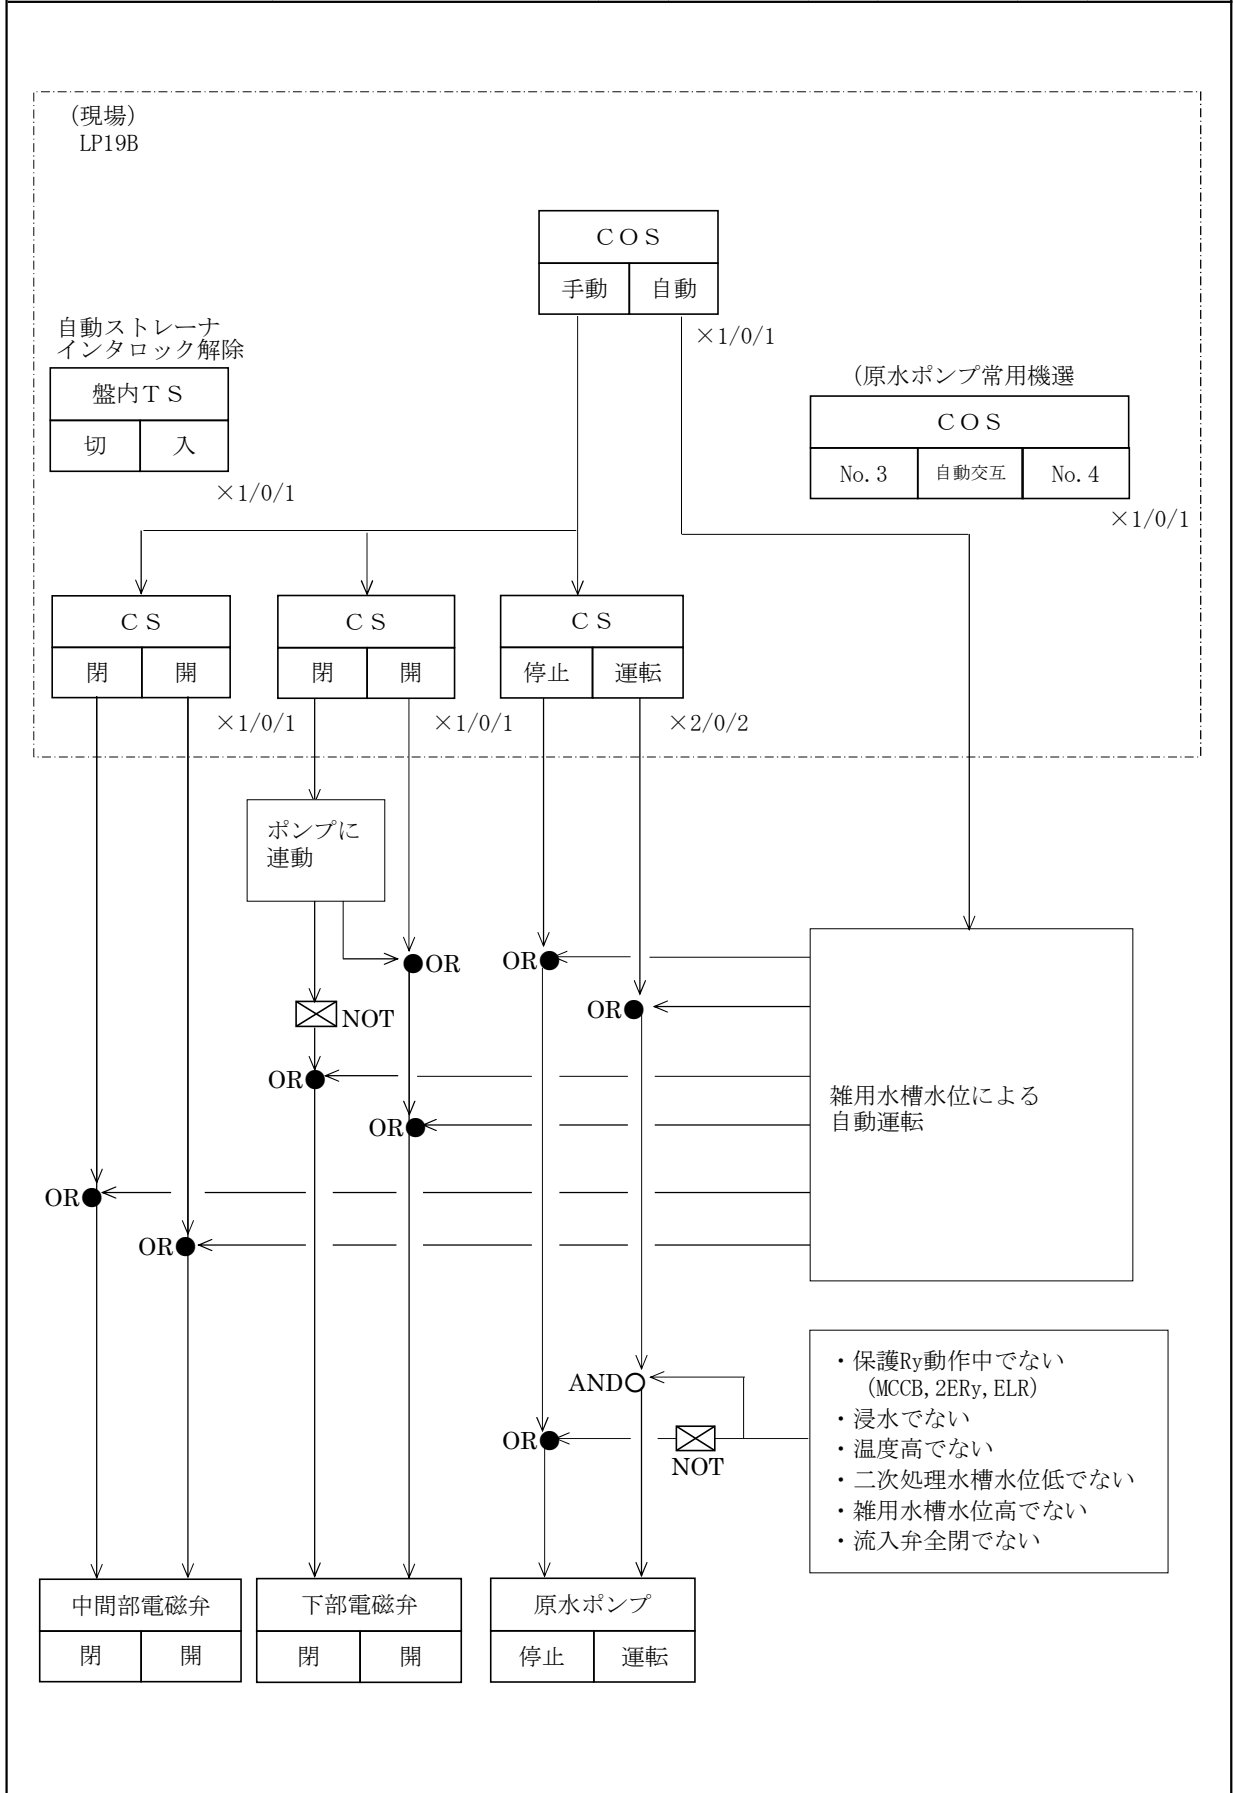 (現場)
LP19B
ＣＯＳ
手動
自動
×1/0/1
自動ストレーナ
インタロック解除
盤内ＴＳ
切
入
×1/0/1
(原水ポンプ常用機選
ＣＯＳ
No.3
自動交互
No.4
×1/0/1
ＣＳ
閉
開
×1/0/1
ＣＳ
閉
開
×1/0/1
ＣＳ
停止
運転
×2/0/2
ポンプに
連動
OR
OR
OR
NOT
OR
OR
OR
OR
雑用水槽水位による
自動運転
AND
OR
NOT
・保護Ry動作中でない
(MCCB,2ERy,ELR)
・浸水でない
・温度高でない
・二次処理水槽水位低でない
・雑用水槽水位高でない
・流入弁全閉でない
中間部電磁弁
閉
開
下部電磁弁
閉
開
原水ポンプ
停止
運転